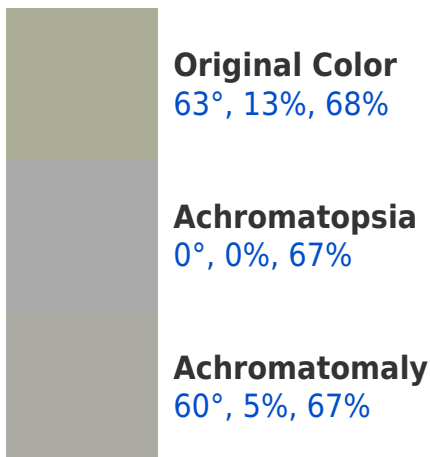 Original Color
63°, 13%, 68%
Achromatopsia
0°, 0%, 67%
Achromatomaly
60°, 5%, 67%